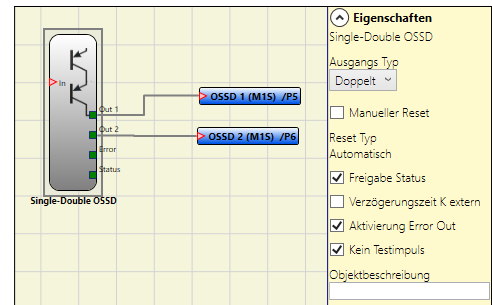 In
Out 1
Out 2
Error
Status
Single-Double OSSD
OSSD 1 (M1S) /P5
OSSD 2 (M1S) /P6
Eigenschaften
Single-Double OSSD
Ausgangs Typ
Doppelt
Manueller Reset
Reset Typ
Automatisch
Freigabe Status
Verzögerungszeit K extern
Aktivierung Error Out
Kein Testimpuls
Objektbeschreibung